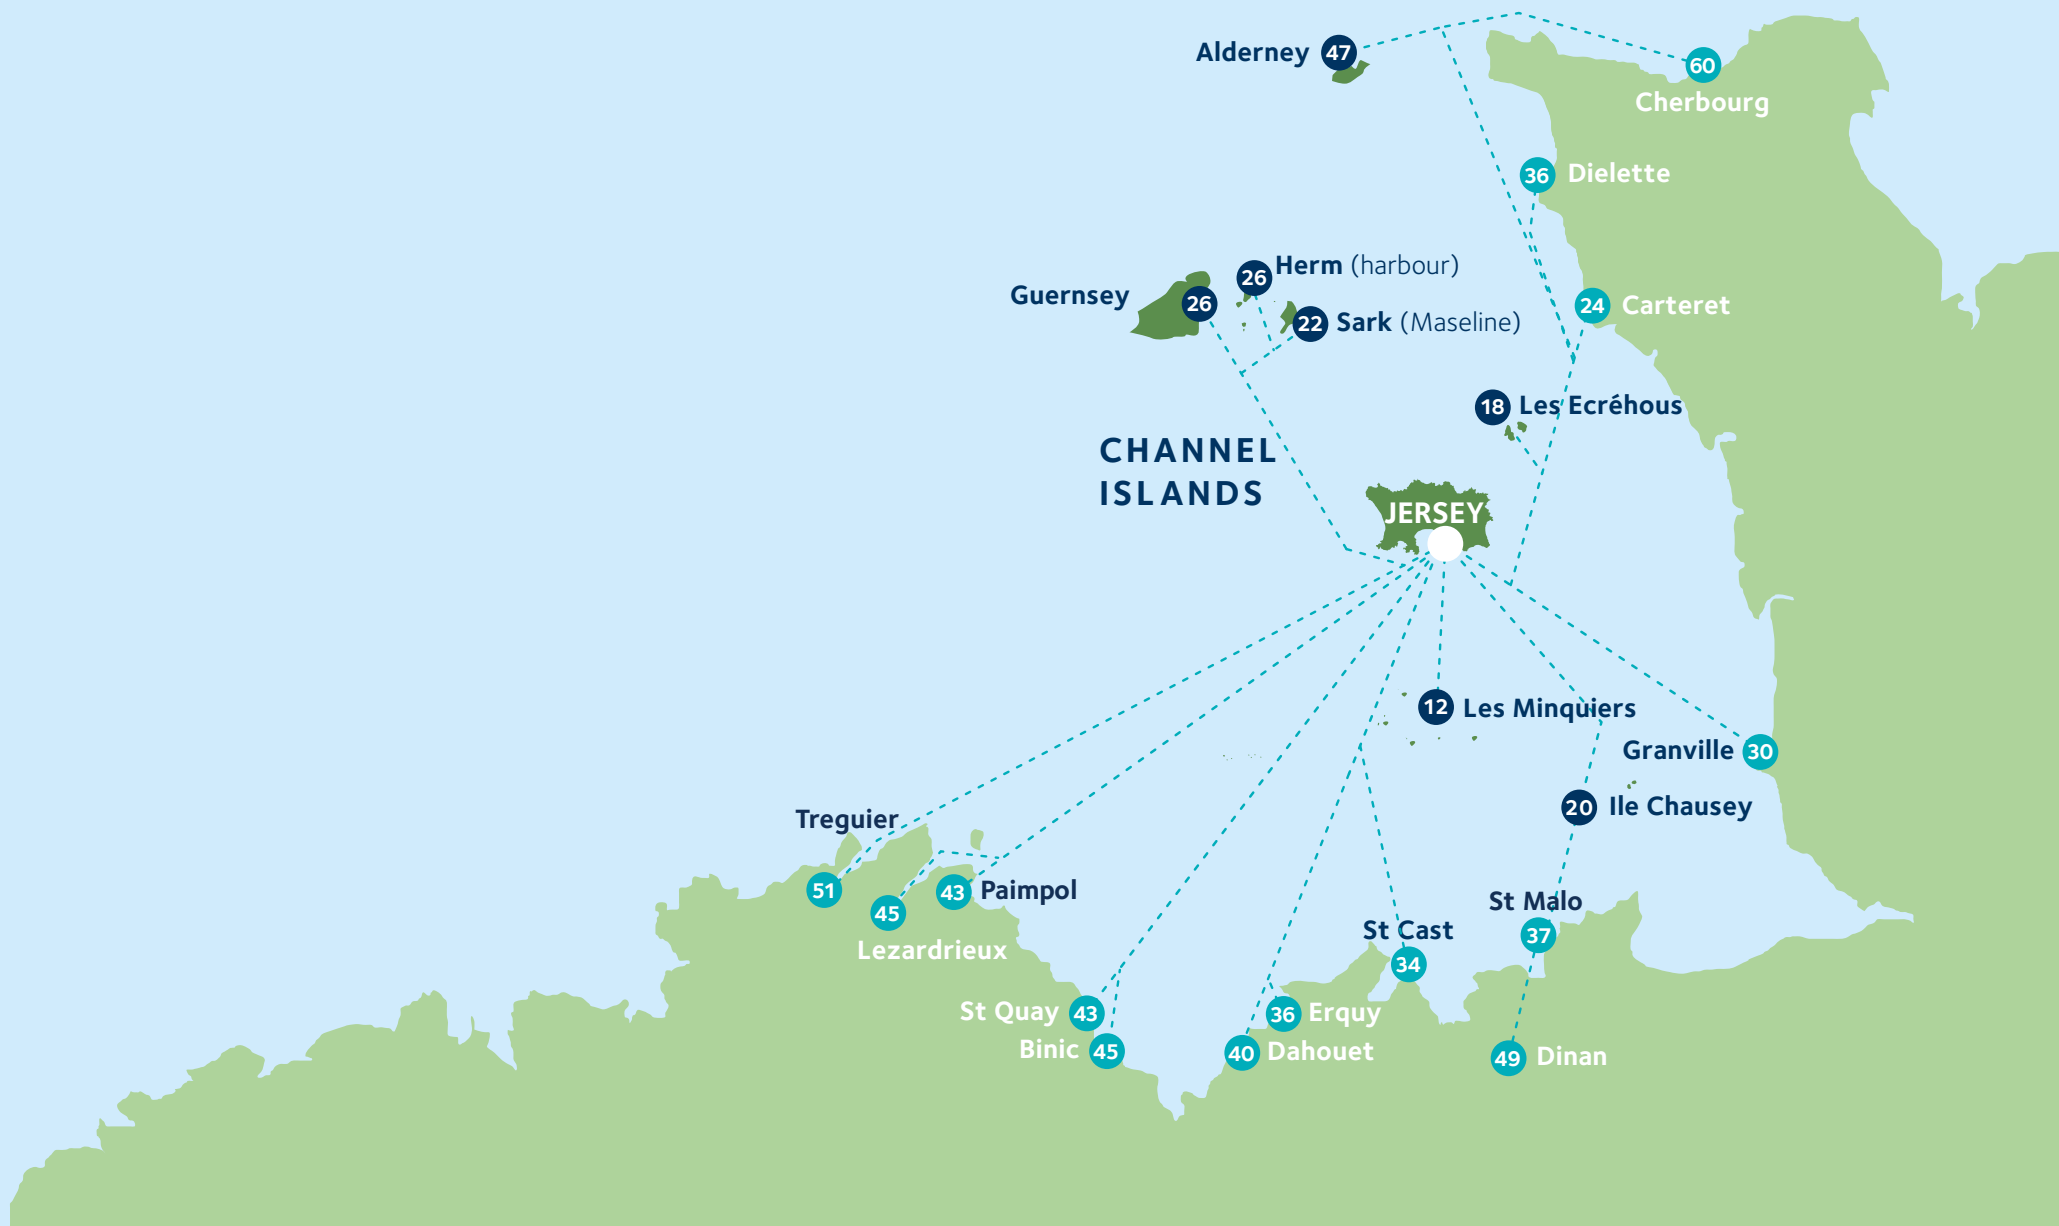 Alderney 47
60
Cherbourg
36 Dielette
26 Herm (harbour)
Guernsey 26
22 Sark (Maseline)
24 Carteret
18 Les Ecréhous
CHANNEL
ISLANDS
JERSEY
12 Les Minquiers
Granville 30
20 Ile Chausey
Treguier
51
45
43 Paimpol
Lezardrieux
St Malo
37
St Cast
34
St Quay 43
36 Erquy
Binic 45
40 Dahouet
49 Dinan